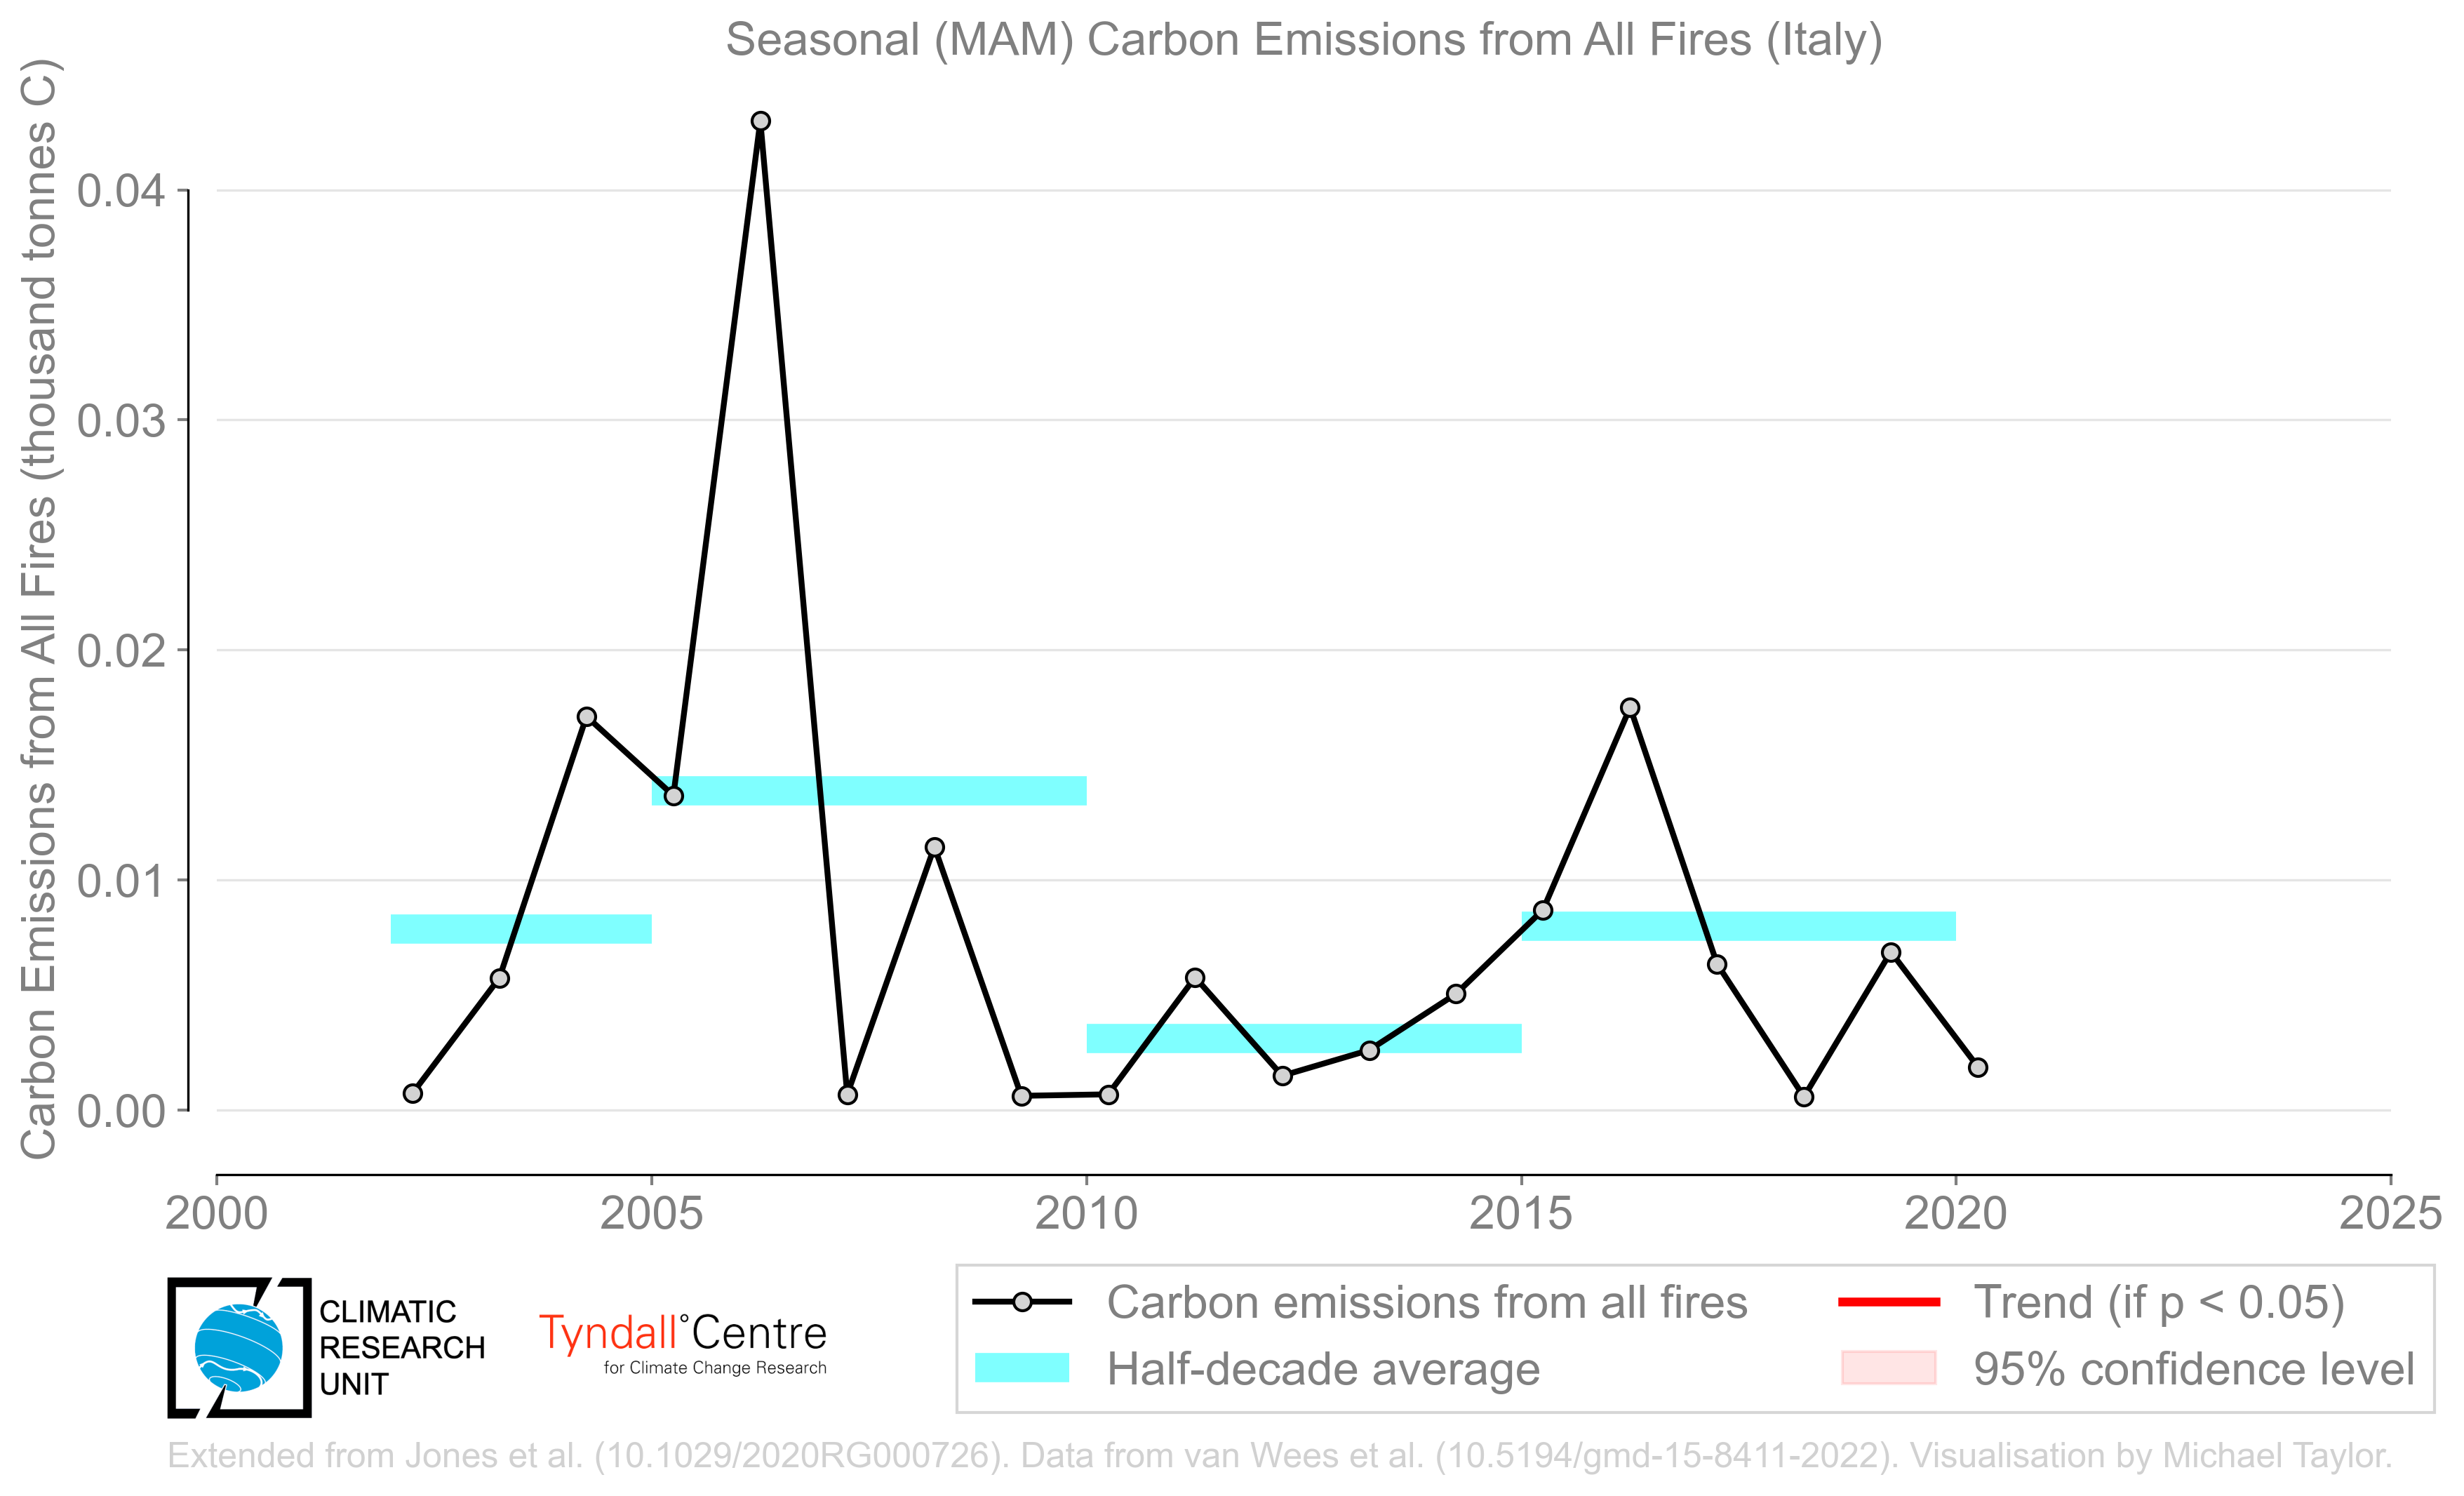 Seasonal (MAM) Carbon Emissions from All Fires (Italy)
Carbon Emissions from All Fires (thousand tonnes C)
0.04
0.03
0.02
0.01
0.00
2000
2005
2010
2015
2020
2025
CLIMATIC
RESEARCH
UNIT
Tyndall°Centre
for Climate Change Research
Carbon emissions from all fires
Half-decade average
Trend (if p < 0.05)
95% confidence level
Extended from Jones et al. (10.1029/2020RG000726). Data from van Wees et al. (10.5194/gmd-15-8411-2022). Visualisation by Michael Taylor.